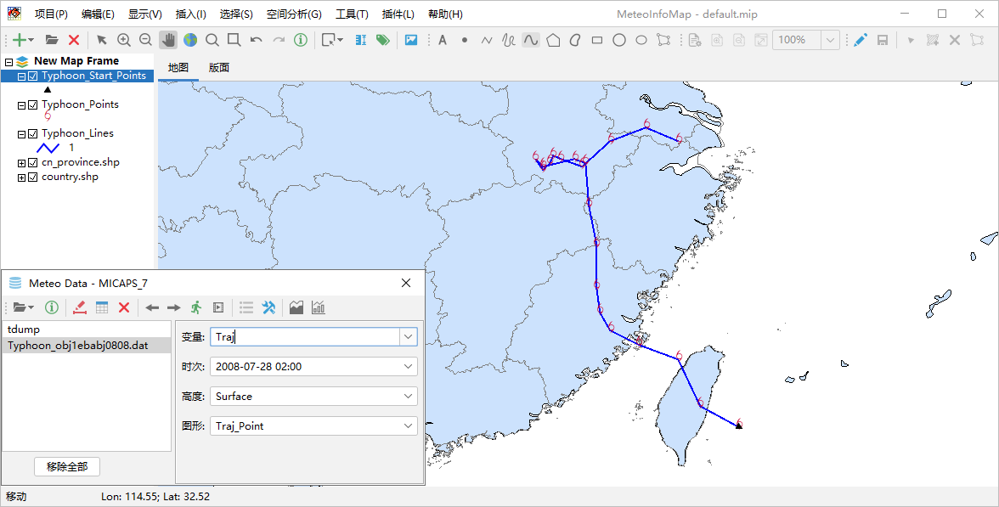 项目(P) 编辑(E) 显示(V) 插入(I) 选择(S) 空间分析(G) 工具(T) 插件(L) 帮助(H) MeteoInfoMap - default.mip
A 100%
New Map Frame
Typhoon_Start_Points
Typhoon_Points
Typhoon_Lines
1
cn_province.shp
country.shp
地图 版面
Meteo Data - MICAPS_7
tdump
Typhoon_obj1ebabj0808.dat
移除全部
变量: Traj
时次: 2008-07-28 02:00
高度: Surface
图形: Traj_Point
移动 Lon: 114.55; Lat: 32.52